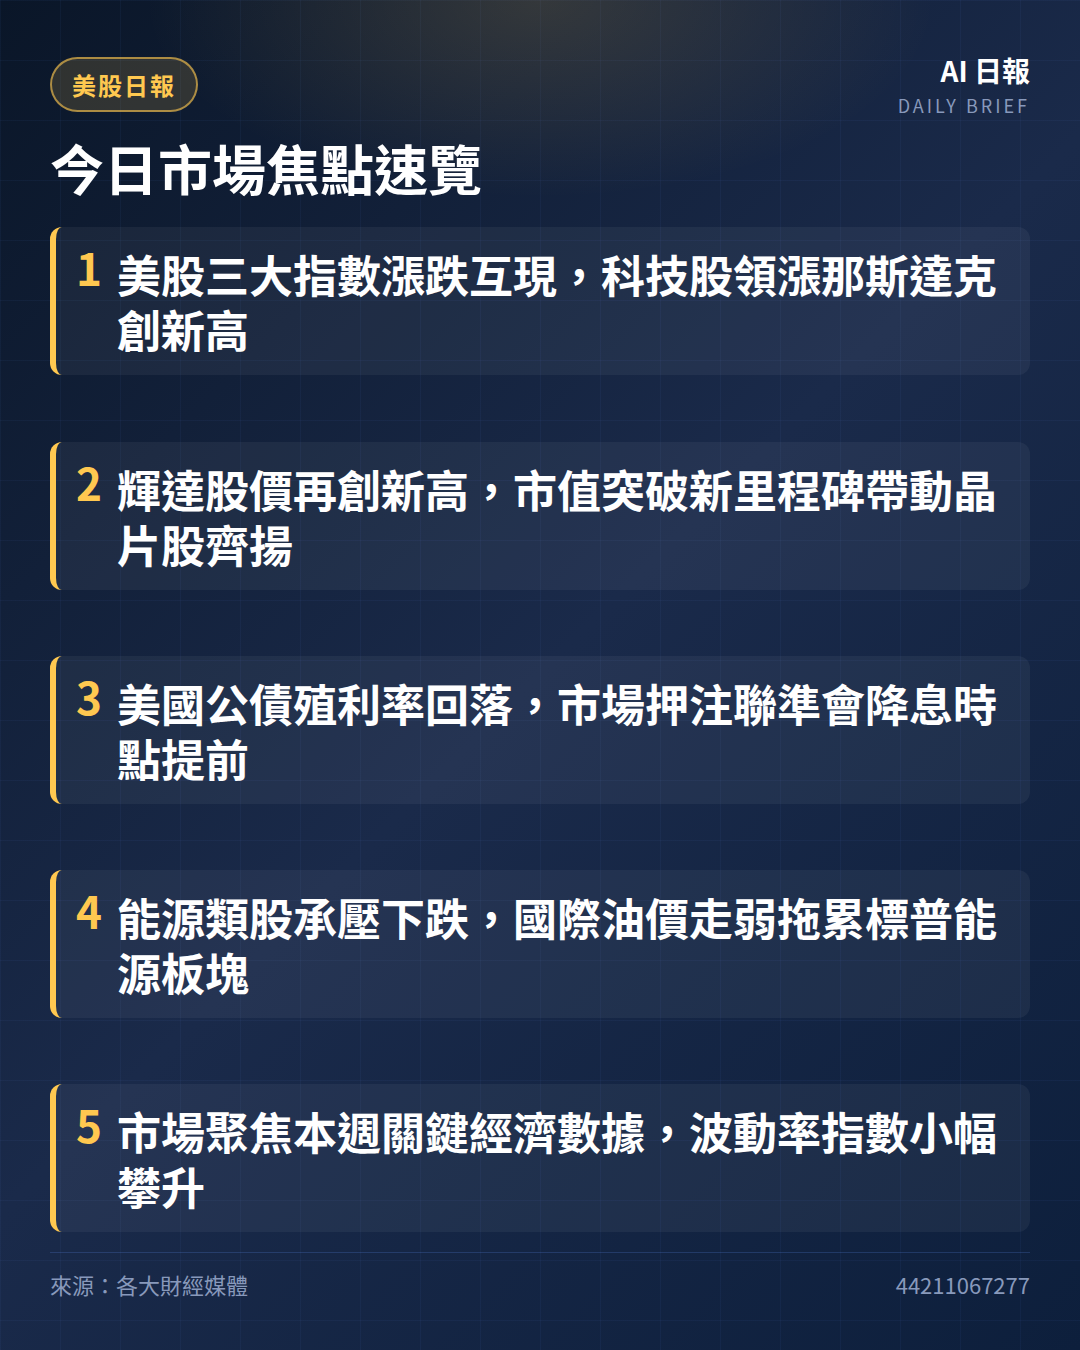 美股日報
AI 日報
DAILY BRIEF
今日市場焦點速覽
1 美股三大指數漲跌互現，科技股領漲那斯達克
創新高
2 輝達股價再創新高，市值突破新里程碑帶動晶
片股齊揚
3 美國公債殖利率回落，市場押注聯準會降息時
點提前
4 能源類股承壓下跌，國際油價走弱拖累標普能
源板塊
5 市場聚焦本週關鍵經濟數據，波動率指數小幅
攀升
來源：各大財經媒體
44211067277